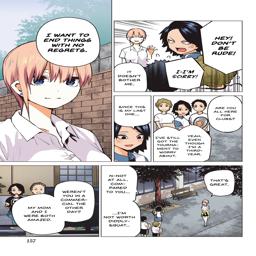 I WANT TO
END THINGS
WITH NO
REGRETS.
HEY!
DON'T
BE
RUDE!
I-I'M
SORRY!
IT
DOESN'T
BOTHER
ME.
SINCE THIS
IS MY LAST
ONE...
ARE YOU
ALL HERE
FOR
CLUBS?
I'VE STILL
GOT THE
TOURNA-
MENT TO
WORRY
ABOUT.
YEAH,
EVEN
THOUGH I'M
A THIRD-
YEAR.
WEREN'T
YOU IN A
COMMER-
CIAL THE
OTHER
DAY?
MY MOM
AND I
WERE BOTH
AMAZED.
N-NOT
AT ALL,
COM-
PARED
TO YOU...
I'M
NOT WORTH
DIDDLY-
SQUAT...
THAT'S
GREAT.
157